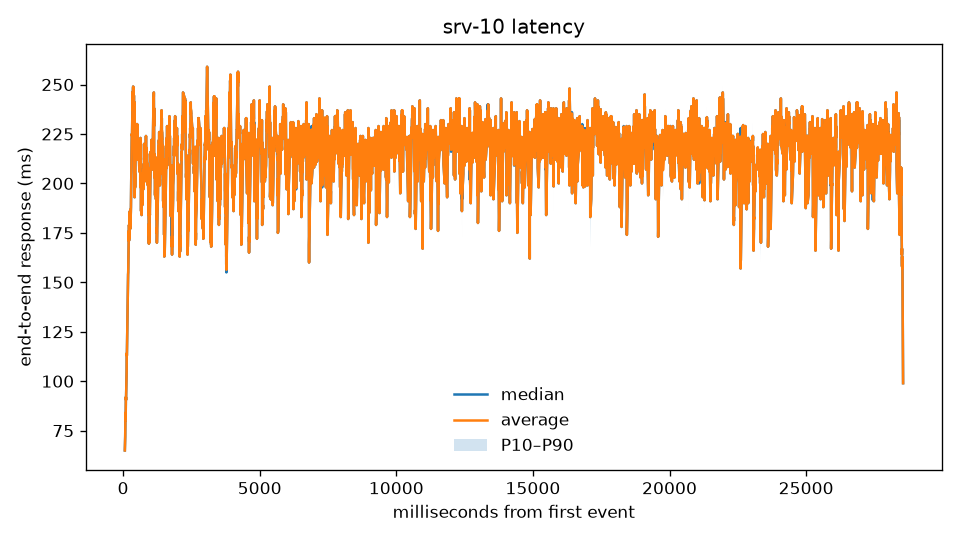 srv-10 latency
end-to-end response (ms)
250
225
200
175
150
125
100
75
median
average
P10–P90
0
5000
10000
15000
20000
25000
milliseconds from first event